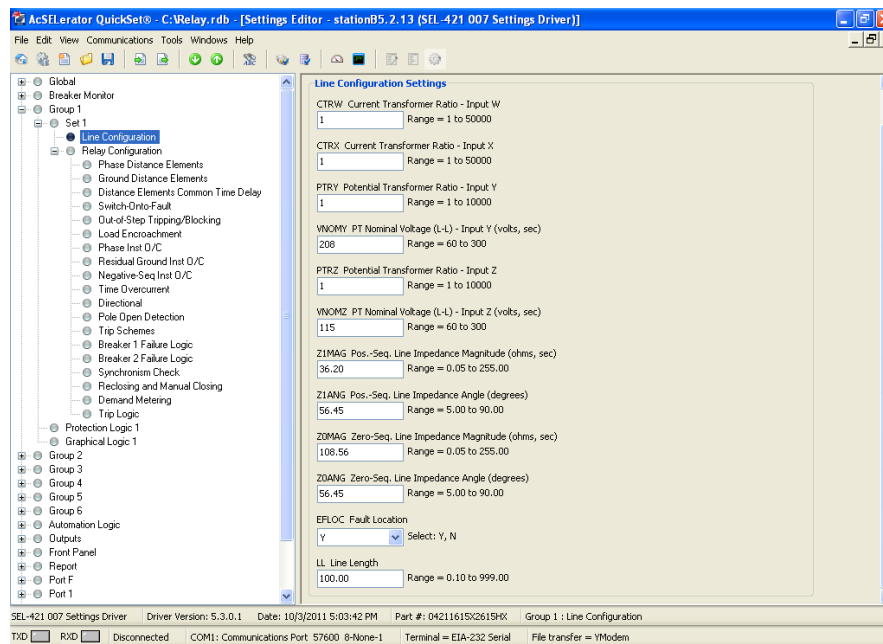 AcSELerator QuickSet® - C:\Relay.rdb - [Settings Editor - stationB5.2.13 (SEL-421 007 Settings Driver)]
File Edit View Communications Tools Windows Help
Global
Breaker Monitor
Group 1
Set 1
Line Configuration
Relay Configuration
Phase Distance Elements
Ground Distance Elements
Distance Elements Common Time Delay
Switch-Onto-Fault
Out-of-Step Tripping/Blocking
Load Encroachment
Phase Inst O/C
Residual Ground Inst O/C
Negative-Seq Inst O/C
Time Overcurrent
Directional
Pole Open Detection
Trip Schemes
Breaker 1 Failure Logic
Breaker 2 Failure Logic
Synchronism Check
Reclosing and Manual Closing
Demand Metering
Trip Logic
Protection Logic 1
Graphical Logic 1
Group 2
Group 3
Group 4
Group 5
Group 6
Automation Logic
Outputs
Front Panel
Report
Port F
Port 1
Line Configuration Settings
CTRW Current Transformer Ratio - Input W
1 Range = 1 to 50000
CTRX Current Transformer Ratio - Input X
1 Range = 1 to 50000
PTRY Potential Transformer Ratio - Input Y
1 Range = 1 to 10000
VNOMY PT Nominal Voltage (L-L) - Input Y (volts, sec)
208 Range = 60 to 300
PTRZ Potential Transformer Ratio - Input Z
1 Range = 1 to 10000
VNOMZ PT Nominal Voltage (L-L) - Input Z (volts, sec)
115 Range = 60 to 300
Z1MAG Pos.-Seq. Line Impedance Magnitude (ohms, sec)
36.20 Range = 0.05 to 255.00
Z1ANG Pos.-Seq. Line Impedance Angle (degrees)
56.45 Range = 5.00 to 90.00
Z0MAG Zero-Seq. Line Impedance Magnitude (ohms, sec)
108.56 Range = 0.05 to 255.00
Z0ANG Zero-Seq. Line Impedance Angle (degrees)
56.45 Range = 5.00 to 90.00
EFLOC Fault Location
Y Select: Y, N
LL Line Length
100.00 Range = 0.10 to 999.00
SEL-421 007 Settings Driver Driver Version: 5.3.0.1 Date: 10/3/2011 5:03:42 PM Part #: 04211615X2615HX Group 1 : Line Configuration
TXD RXD Disconnected COM1: Communications Port 57600 8-None-1 Terminal = EIA-232 Serial File transfer = YModem